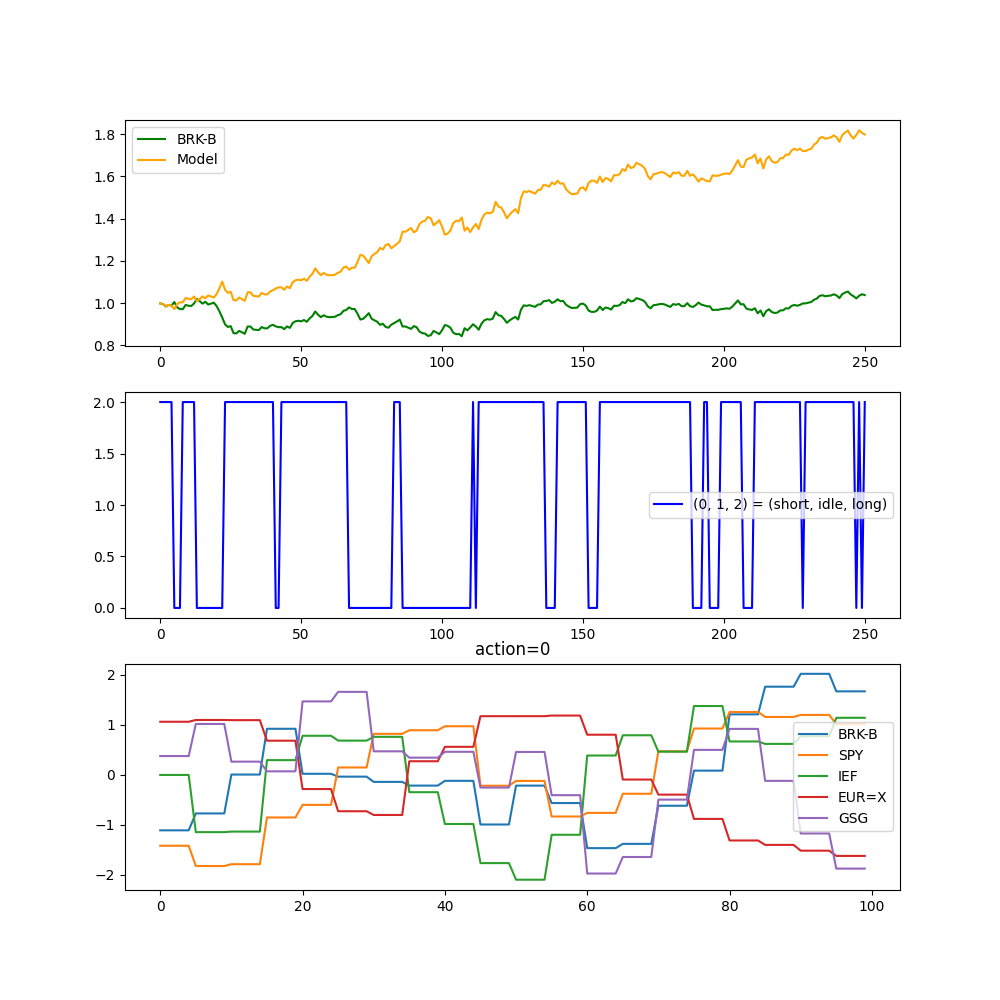 1.8
1.6
1.4
1.2
1.0
0.8
BRK-B
Model
0 50 100 150 200 250
2.0
1.5
1.0
0.5
0.0
(0, 1, 2) = (short, idle, long)
0 50 100 150 200 250
action=0
2
1
0
−1
−2
BRK-B
SPY
IEF
EUR=X
GSG
0 20 40 60 80 100